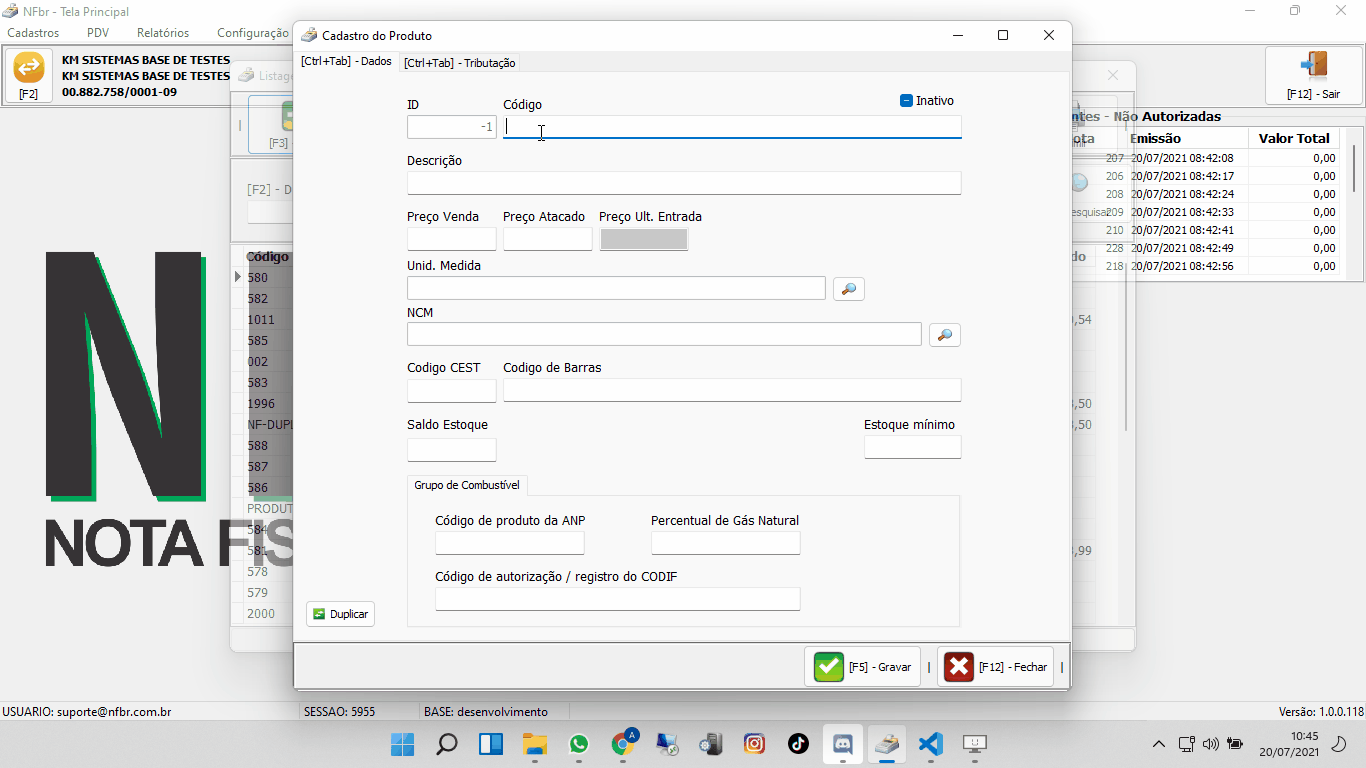 NFbr - Tela Principal
Cadastros PDV Relatórios Configuração
[F2]
KM SISTEMAS BASE DE TESTES
KM SISTEMAS BASE DE TESTES
00.882.758/0001-09
[F12] - Sair
Listage
[F3] -
[F2] - D
Código
580
582
1011
585
002
583
1996
NF-DUPL
588
587
586
PRODUT
584
581
578
579
2000
NOTA FIS
Cadastro do Produto
[Ctrl+Tab] - Dados [Ctrl+Tab] - Tributação
ID Código Inativo
-1
Descrição
Preço Venda Preço Atacado Preço Ult. Entrada
Unid. Medida
NCM
Codigo CEST Codigo de Barras
Saldo Estoque Estoque mínimo
Grupo de Combustível
Código de produto da ANP Percentual de Gás Natural
Código de autorização / registro do CODIF
Duplicar
[F5] - Gravar [F12] - Fechar
ntes - Não Autorizadas
ota Emissão Valor Total
207 20/07/2021 08:42:08 0,00
206 20/07/2021 08:42:17 0,00
208 20/07/2021 08:42:24 0,00
209 20/07/2021 08:42:33 0,00
210 20/07/2021 08:42:41 0,00
228 20/07/2021 08:42:49 0,00
218 20/07/2021 08:42:56 0,00
esquisar
do
,54
,50
,50
,99
USUARIO: suporte@nfbr.com.br SESSAO: 5955 BASE: desenvolvimento Versão: 1.0.0.118
A
10:45
20/07/2021